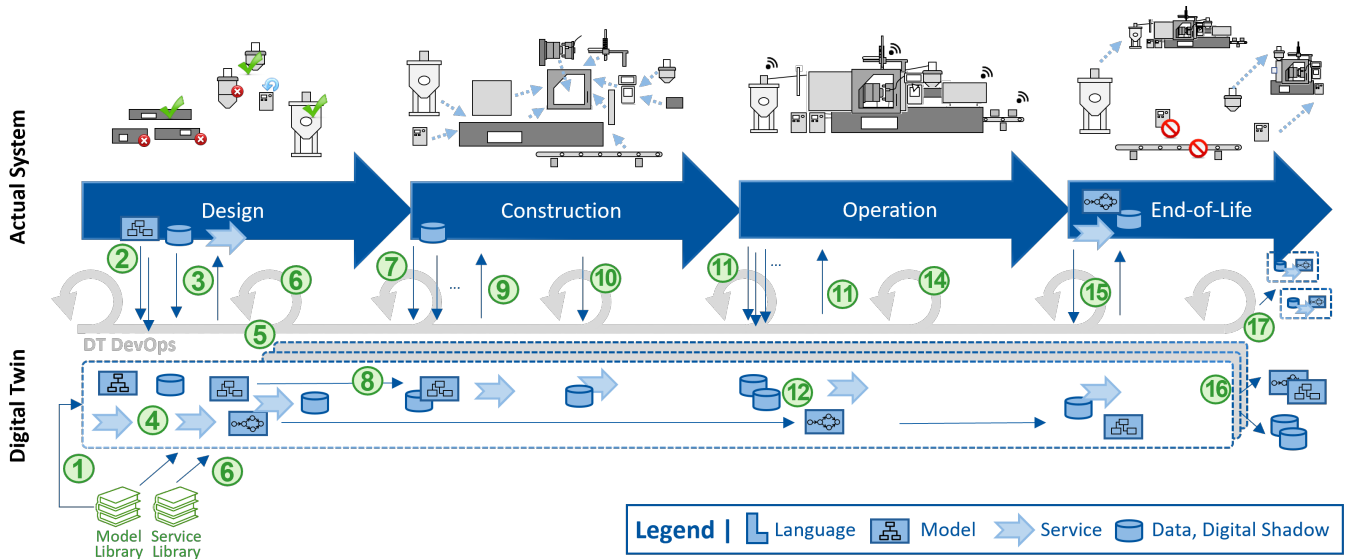 Actual System
Design
Construction
Operation
End-of-Life
2
3
6
7
...
9
10
11
...
11
14
15
17
DT DevOps
5
Digital Twin
8
12
16
4
1
6
Model
Library
Service
Library
Legend |
Language
Model
Service
Data, Digital Shadow